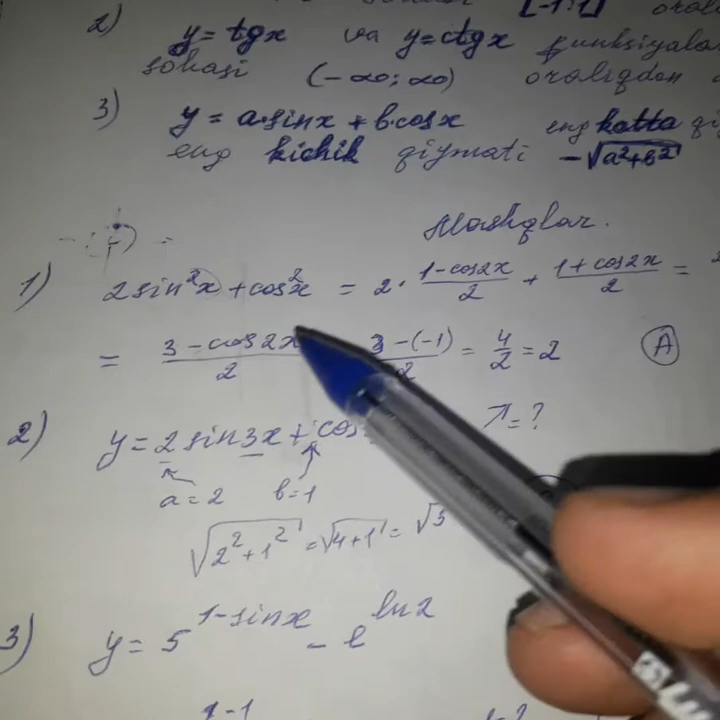 [-1;1]
2) y=tgx va y=ctgx funksiyalar
sohasi (-∞;∞) oraliqdan
3) y = a·sinx + b·cosx eng katta
eng kichik qiymati -√a²+b²
Mashqlar.
1) 2sin²x + cos²x = 2· 1-cos2x/2 + 1+cos2x/2 =
= 3-cos2x/2 3-(-1)/2 = 4/2 = 2 A
2) y = 2sin3x + cos =?
a=2 b=1
√2²+1² = √4+1 = √5
3) y = 5^1-sinx - e^ln2